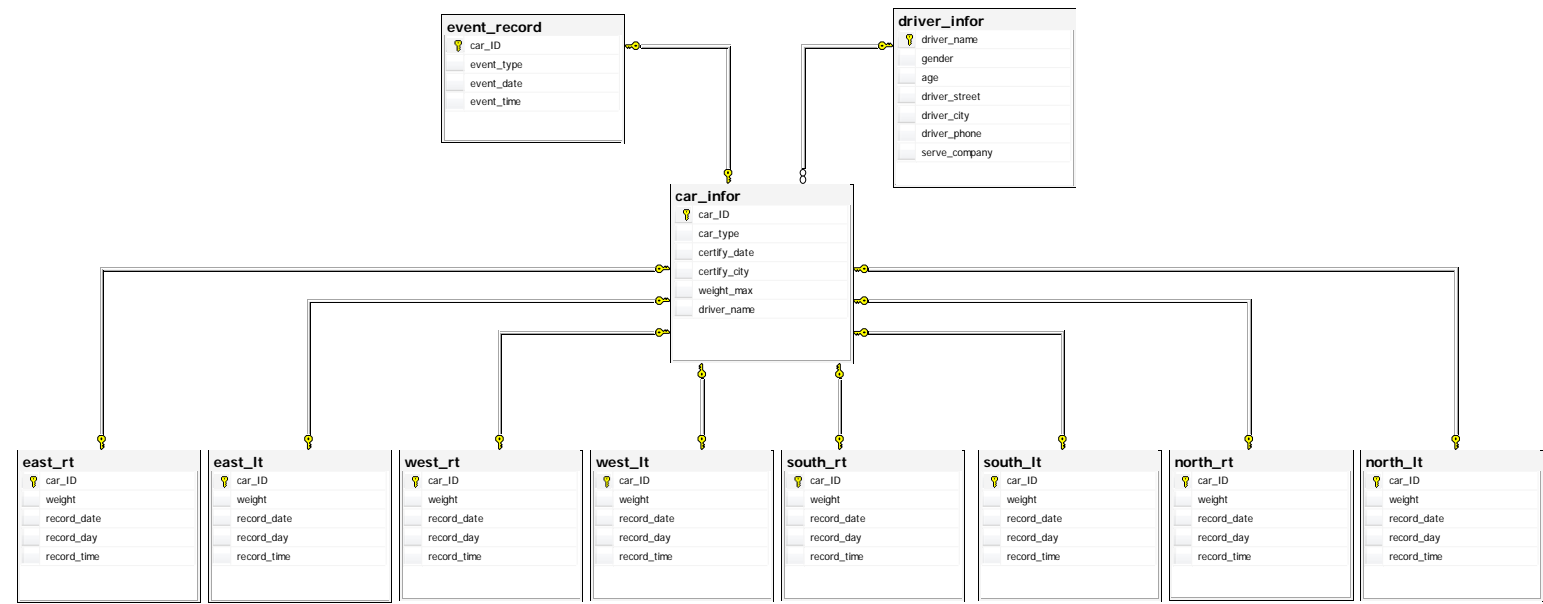 event_record
car_ID
event_type
event_date
event_time
driver_infor
driver_name
gender
age
driver_street
driver_city
driver_phone
serve_company
car_infor
car_ID
car_type
certify_date
certify_city
weight_max
driver_name
east_rt
car_ID
weight
record_date
record_day
record_time
east_lt
car_ID
weight
record_date
record_day
record_time
west_rt
car_ID
weight
record_date
record_day
record_time
west_lt
car_ID
weight
record_date
record_day
record_time
south_rt
car_ID
weight
record_date
record_day
record_time
south_lt
car_ID
weight
record_date
record_day
record_time
north_rt
car_ID
weight
record_date
record_day
record_time
north_lt
car_ID
weight
record_date
record_day
record_time